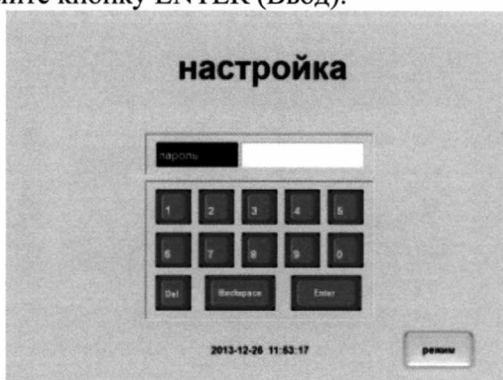 кнопку ENTER (Ввод).
настройка
пароль
1 2 3 4 5
6 7 8 9 0
Del Backspace Enter
2013-12-26 11:53:17
режим